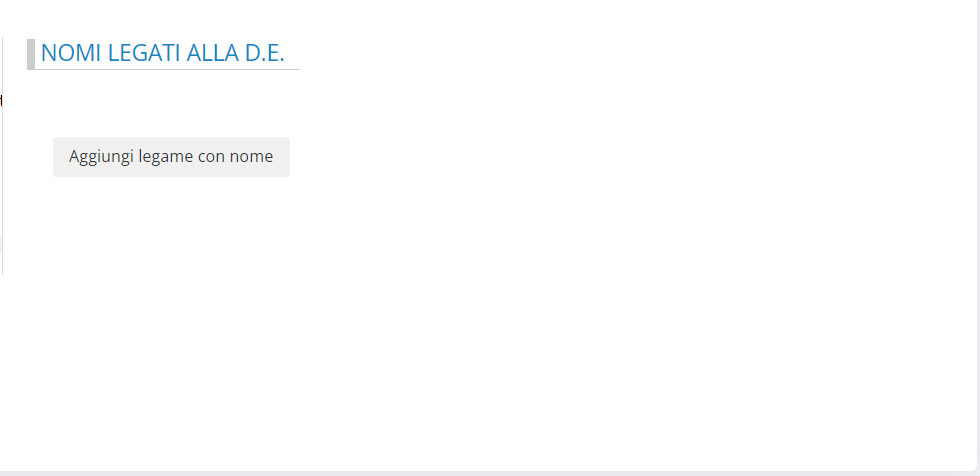 NOMI LEGATI ALLA D.E.
Aggiungi legame con nome